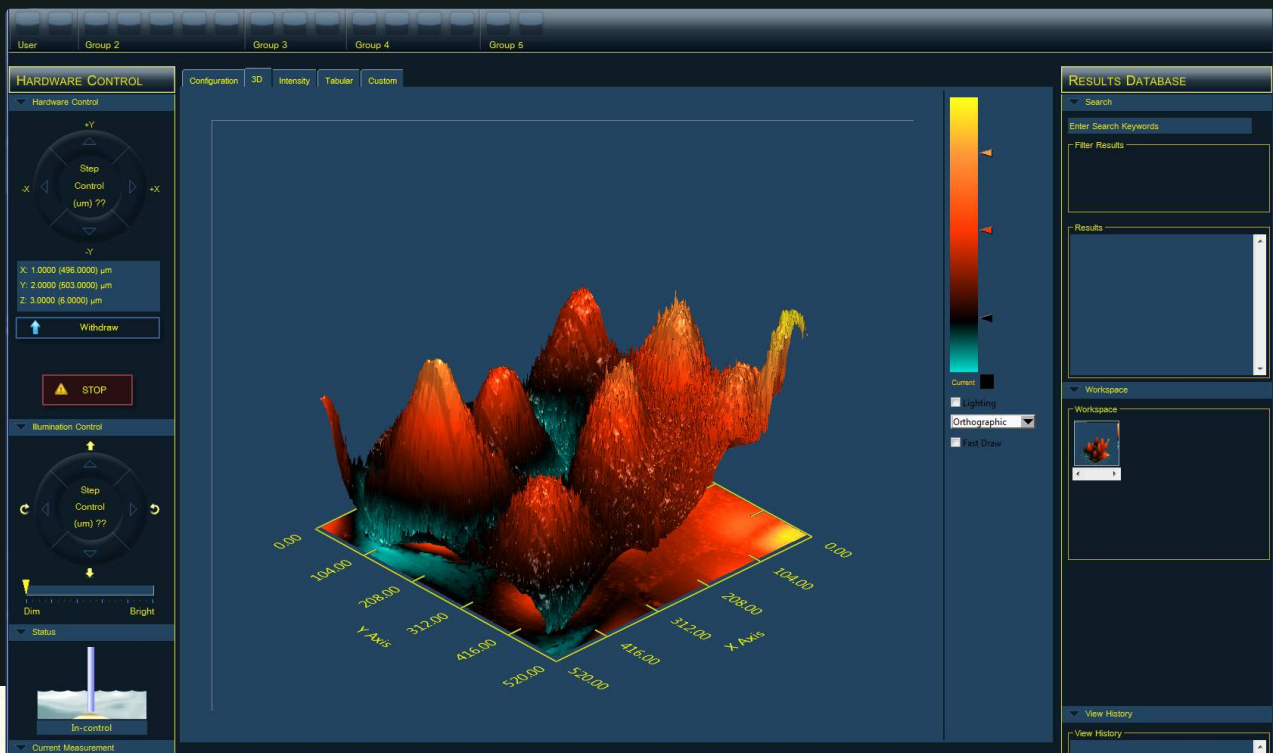 User
Group 2
Group 3
Group 4
Group 5
HARDWARE CONTROL
Hardware Control
+Y
Step
Control
(um) ??
-X
+X
-Y
X: 1.0000 (496.0000) µm
Y: 2.0000 (503.0000) µm
Z: 3.0000 (6.0000) µm
Withdraw
STOP
Illumination Control
Step
Control
(um) ??
Dim
Bright
Status
In-control
Current Measurement
Configuration
3D
Intensity
Tabular
Custom
0.00
104.00
208.00
312.00
416.00
520.00
Y Axis
0.00
104.00
208.00
312.00
416.00
520.00
X Axis
Current
Lighting
Orthographic
Fast Draw
RESULTS DATABASE
Search
Enter Search Keywords
Filter Results
Results
Workspace
Workspace
View History
View History